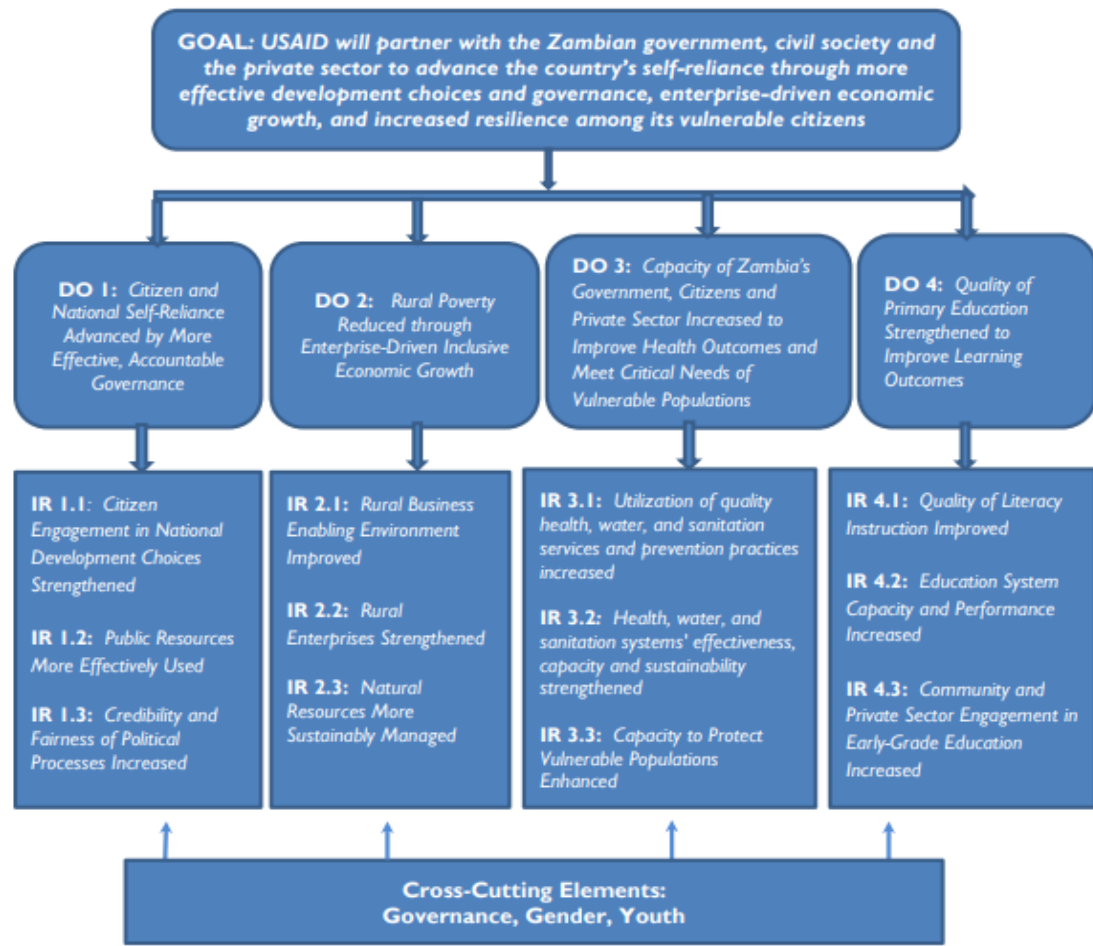 GOAL: USAID will partner with the Zambian government, civil society and
the private sector to advance the country's self-reliance through more
effective development choices and governance, enterprise-driven economic
growth, and increased resilience among its vulnerable citizens
DO 1: Citizen and
National Self-Reliance
Advanced by More
Effective, Accountable
Governance
DO 2: Rural Poverty
Reduced through
Enterprise-Driven Inclusive
Economic Growth
DO 3: Capacity of Zambia's
Government, Citizens and
Private Sector Increased to
Improve Health Outcomes and
Meet Critical Needs of
Vulnerable Populations
DO 4: Quality of
Primary Education
Strengthened to
Improve Learning
Outcomes
IR 1.1: Citizen
Engagement in National
Development Choices
Strengthened
IR 1.2: Public Resources
More Effectively Used
IR 1.3: Credibility and
Fairness of Political
Processes Increased
IR 2.1: Rural Business
Enabling Environment
Improved
IR 2.2: Rural
Enterprises Strengthened
IR 2.3: Natural
Resources More
Sustainably Managed
IR 3.1: Utilization of quality
health, water, and sanitation
services and prevention practices
increased
IR 3.2: Health, water, and
sanitation systems' effectiveness,
capacity and sustainability
strengthened
IR 3.3: Capacity to Protect
Vulnerable Populations
Enhanced
IR 4.1: Quality of Literacy
Instruction Improved
IR 4.2: Education System
Capacity and Performance
Increased
IR 4.3: Community and
Private Sector Engagement in
Early-Grade Education
Increased
Cross-Cutting Elements:
Governance, Gender, Youth